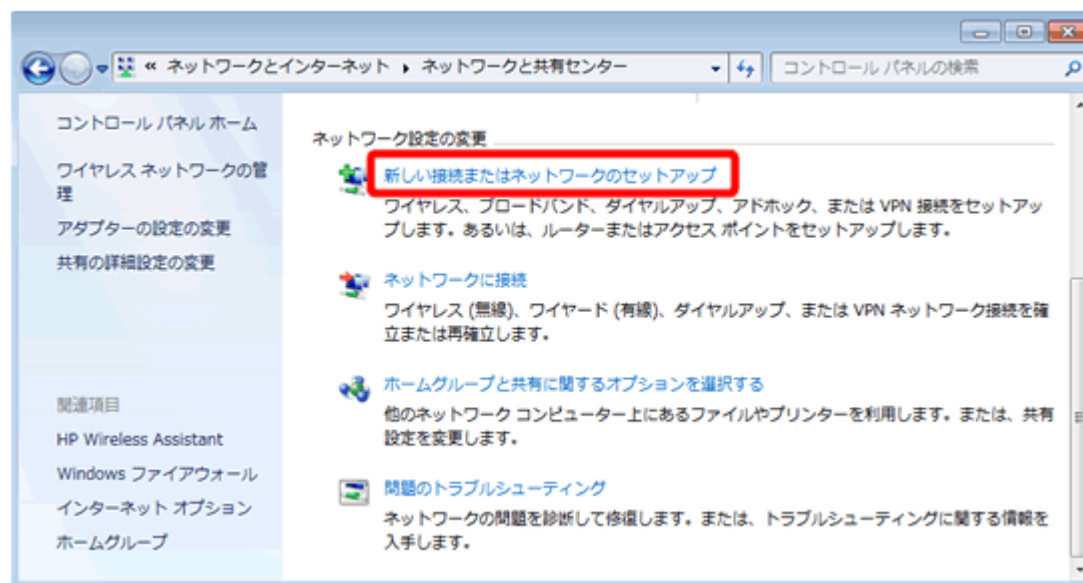 « ネットワークとインターネット ▸ ネットワークと共有センター
コントロール パネルの検索
コントロール パネル ホーム
ワイヤレス ネットワークの管
理
アダプターの設定の変更
共有の詳細設定の変更
関連項目
HP Wireless Assistant
Windows ファイアウォール
インターネット オプション
ホームグループ
ネットワーク設定の変更
新しい接続またはネットワークのセットアップ
ワイヤレス、ブロードバンド、ダイヤルアップ、アドホック、または VPN 接続をセットアッ
プします。あるいは、ルーターまたはアクセス ポイントをセットアップします。
ネットワークに接続
ワイヤレス (無線)、ワイヤード (有線)、ダイヤルアップ、または VPN ネットワーク接続を確
立または再確立します。
ホームグループと共有に関するオプションを選択する
他のネットワーク コンピューター上にあるファイルやプリンターを利用します。または、共有
設定を変更します。
問題のトラブルシューティング
ネットワークの問題を診断して修復します。または、トラブルシューティングに関する情報を
入手します。